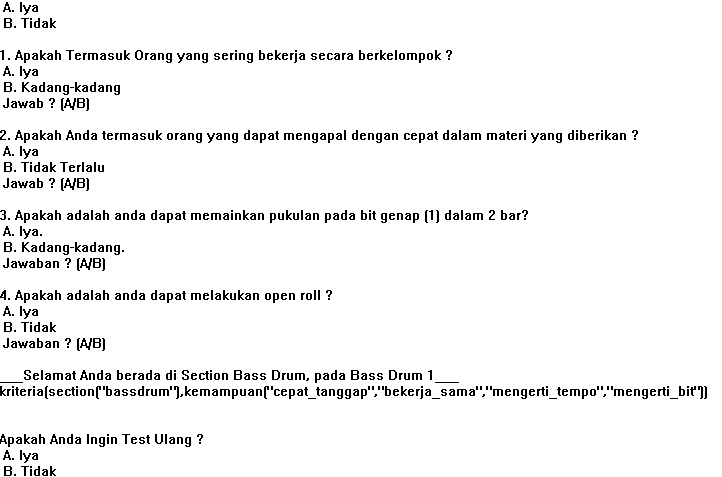 A. Iya
B. Tidak
1. Apakah Termasuk Orang yang sering bekerja secara berkelompok ?
A. Iya
B. Kadang-kadang
Jawab ? (A/B)
2. Apakah Anda termasuk orang yang dapat mengapal dengan cepat dalam materi yang diberikan ?
A. Iya
B. Tidak Terlalu
Jawab ? (A/B)
3. Apakah adalah anda dapat memainkan pukulan pada bit genap (1) dalam 2 bar?
A. Iya.
B. Kadang-kadang.
Jawaban ? (A/B)
4. Apakah adalah anda dapat melakukan open roll ?
A. Iya
B. Tidak
Jawaban ? (A/B)
___Selamat Anda berada di Section Bass Drum, pada Bass Drum 1___
kriteria(section("bassdrum"),kemampuan("cepat_tanggap","bekerja_sama","mengerti_tempo","mengerti_bit"))
Apakah Anda Ingin Test Ulang ?
A. Iya
B. Tidak